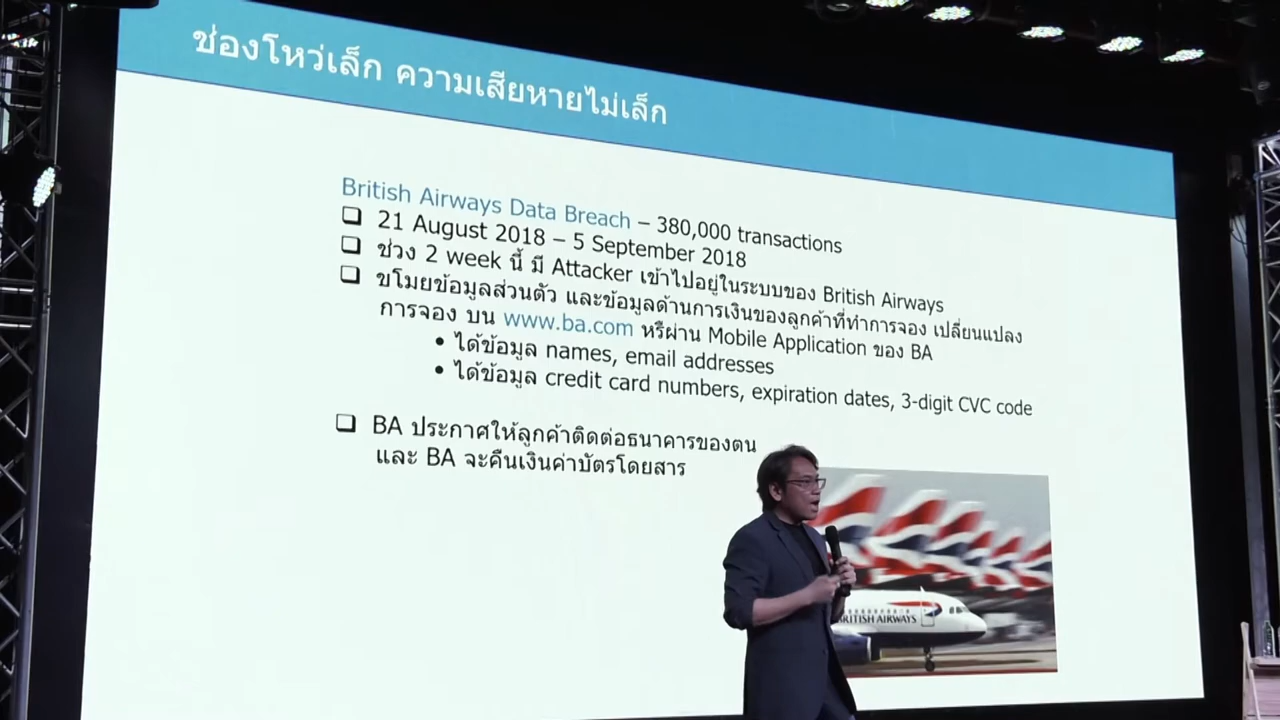 ช่องโหว่เล็ก ความเสียหายไม่เล็ก
British Airways Data Breach – 380,000 transactions
21 August 2018 – 5 September 2018
ช่วง 2 week นี้ มี Attacker เข้าไปอยู่ในระบบของ British Airways
ขโมยข้อมูลส่วนตัว และข้อมูลด้านการเงินของลูกค้าที่ทำการจอง เปลี่ยนแปลง
การจอง บน www.ba.com หรืผ่าน Mobile Application ของ BA
• ได้ข้อมูล names, email addresses
• ได้ข้อมูล credit card numbers, expiration dates, 3-digit CVC code
BA ประกาศให้ลูกค้าติดต่อธนาคารของตน
และ BA จะคืนเงินค่าบัตรโดยสาร
BRITISH AIRWAYS